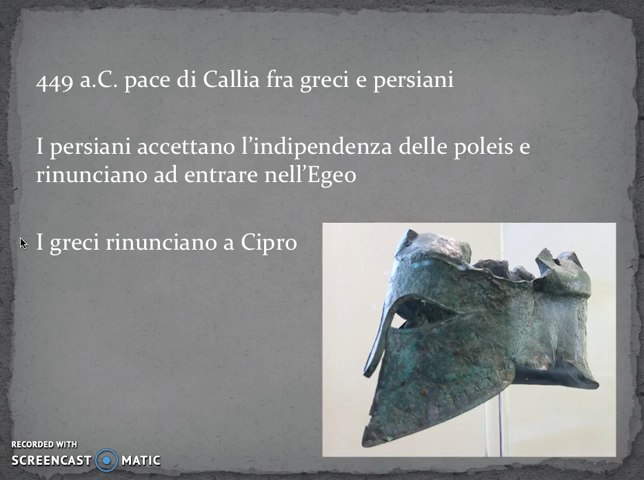 449 a.C. pace di Callia fra greci e persiani
I persiani accettano l’indipendenza delle poleis e
rinunciano ad entrare nell’Egeo
I greci rinunciano a Cipro
RECORDED WITH
SCREENCAST MATIC